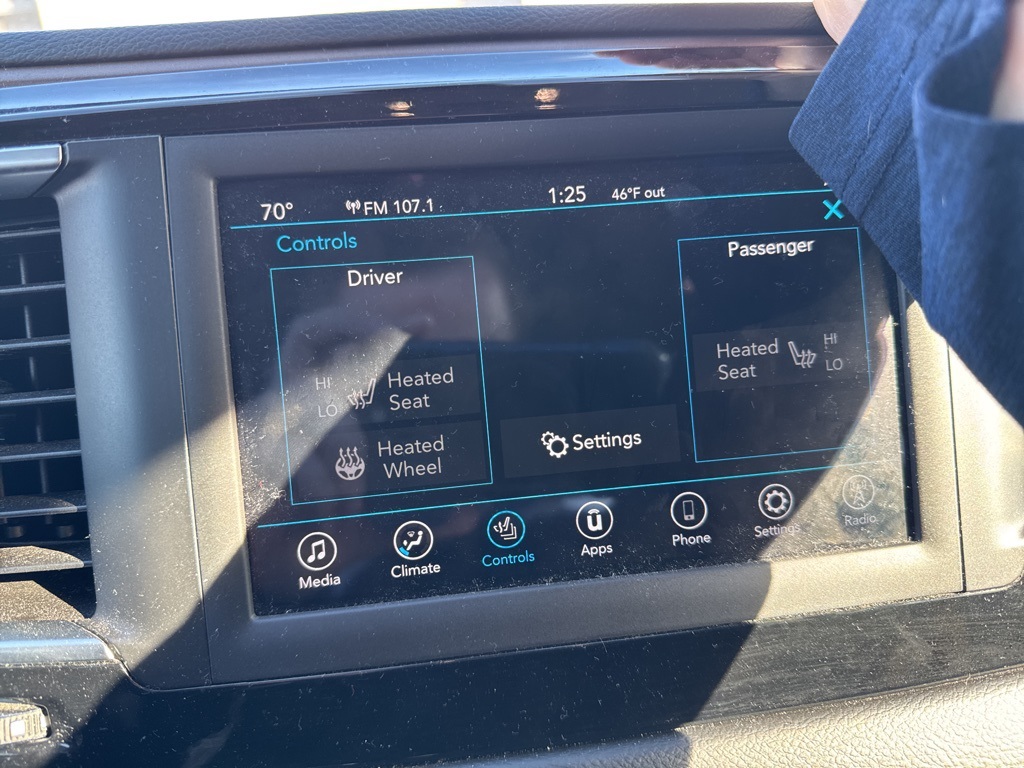 70°
FM 107.1
1:25
46°F out
X
Controls
Driver
HI
LO
Heated
Seat
Heated
Wheel
Settings
Passenger
Heated
Seat
HI
LO
Media
Climate
Controls
Apps
Phone
Settings
Radio